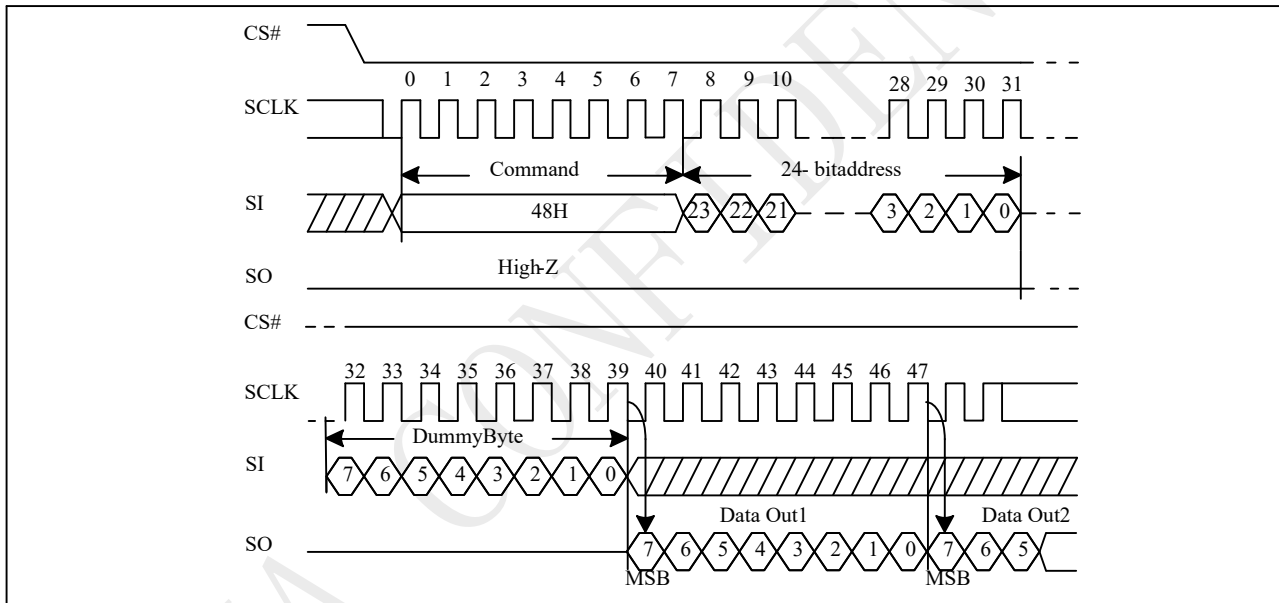 CS#
0 1 2 3 4 5 6 7 8 9 10 28 29 30 31
SCLK
Command 24- bitaddress
SI 48H 23 22 21 3 2 1 0
High-Z
SO
CS#
32 33 34 35 36 37 38 39 40 41 42 43 44 45 46 47
SCLK
DummyByte
SI 7 6 5 4 3 2 1 0
Data Out1 Data Out2
SO 7 6 5 4 3 2 1 0 7 6 5
MSB MSB